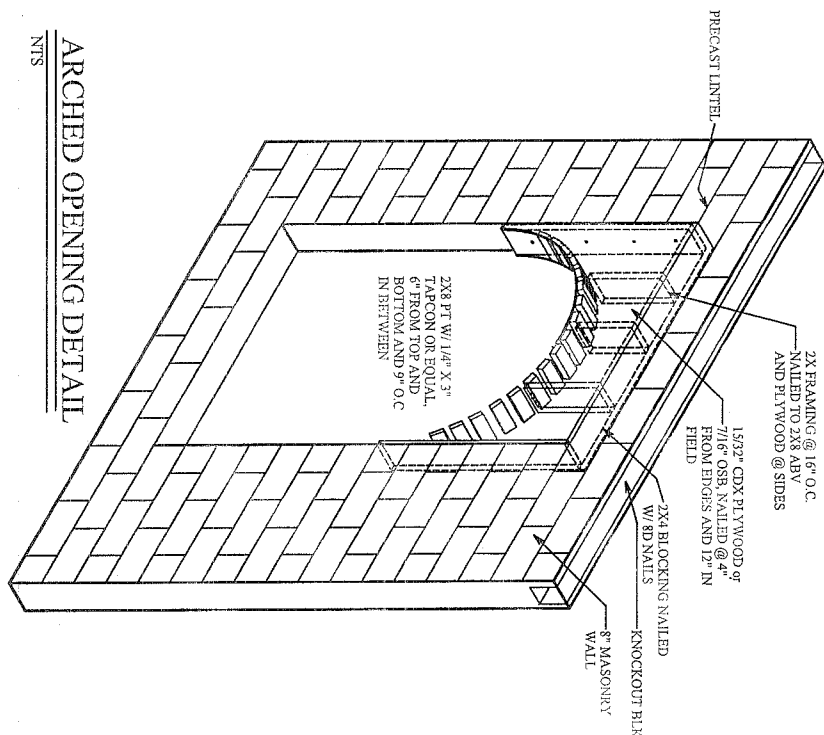 PRECAST LINTEL
2X FRAMING @ 16" O.C.
NAILED TO 2X8 ABV
AND PLYWOOD @ SIDES
15/32" CDX PLYWOOD or
7/16" OSB, NAILED @ 4"
FROM EDGES AND 12" IN
FIELD
2X4 BLOCKING NAILED
W/ 8D NAILS
KNOCKOUT BLK
8" MASONRY
WALL
2X8 PT W/ 1/4" X 3"
TAPCON OR EQUAL,
6" FROM TOP AND
BOTTOM AND 9" O.C
IN BETWEEN
ARCHED OPENING DETAIL
NTS